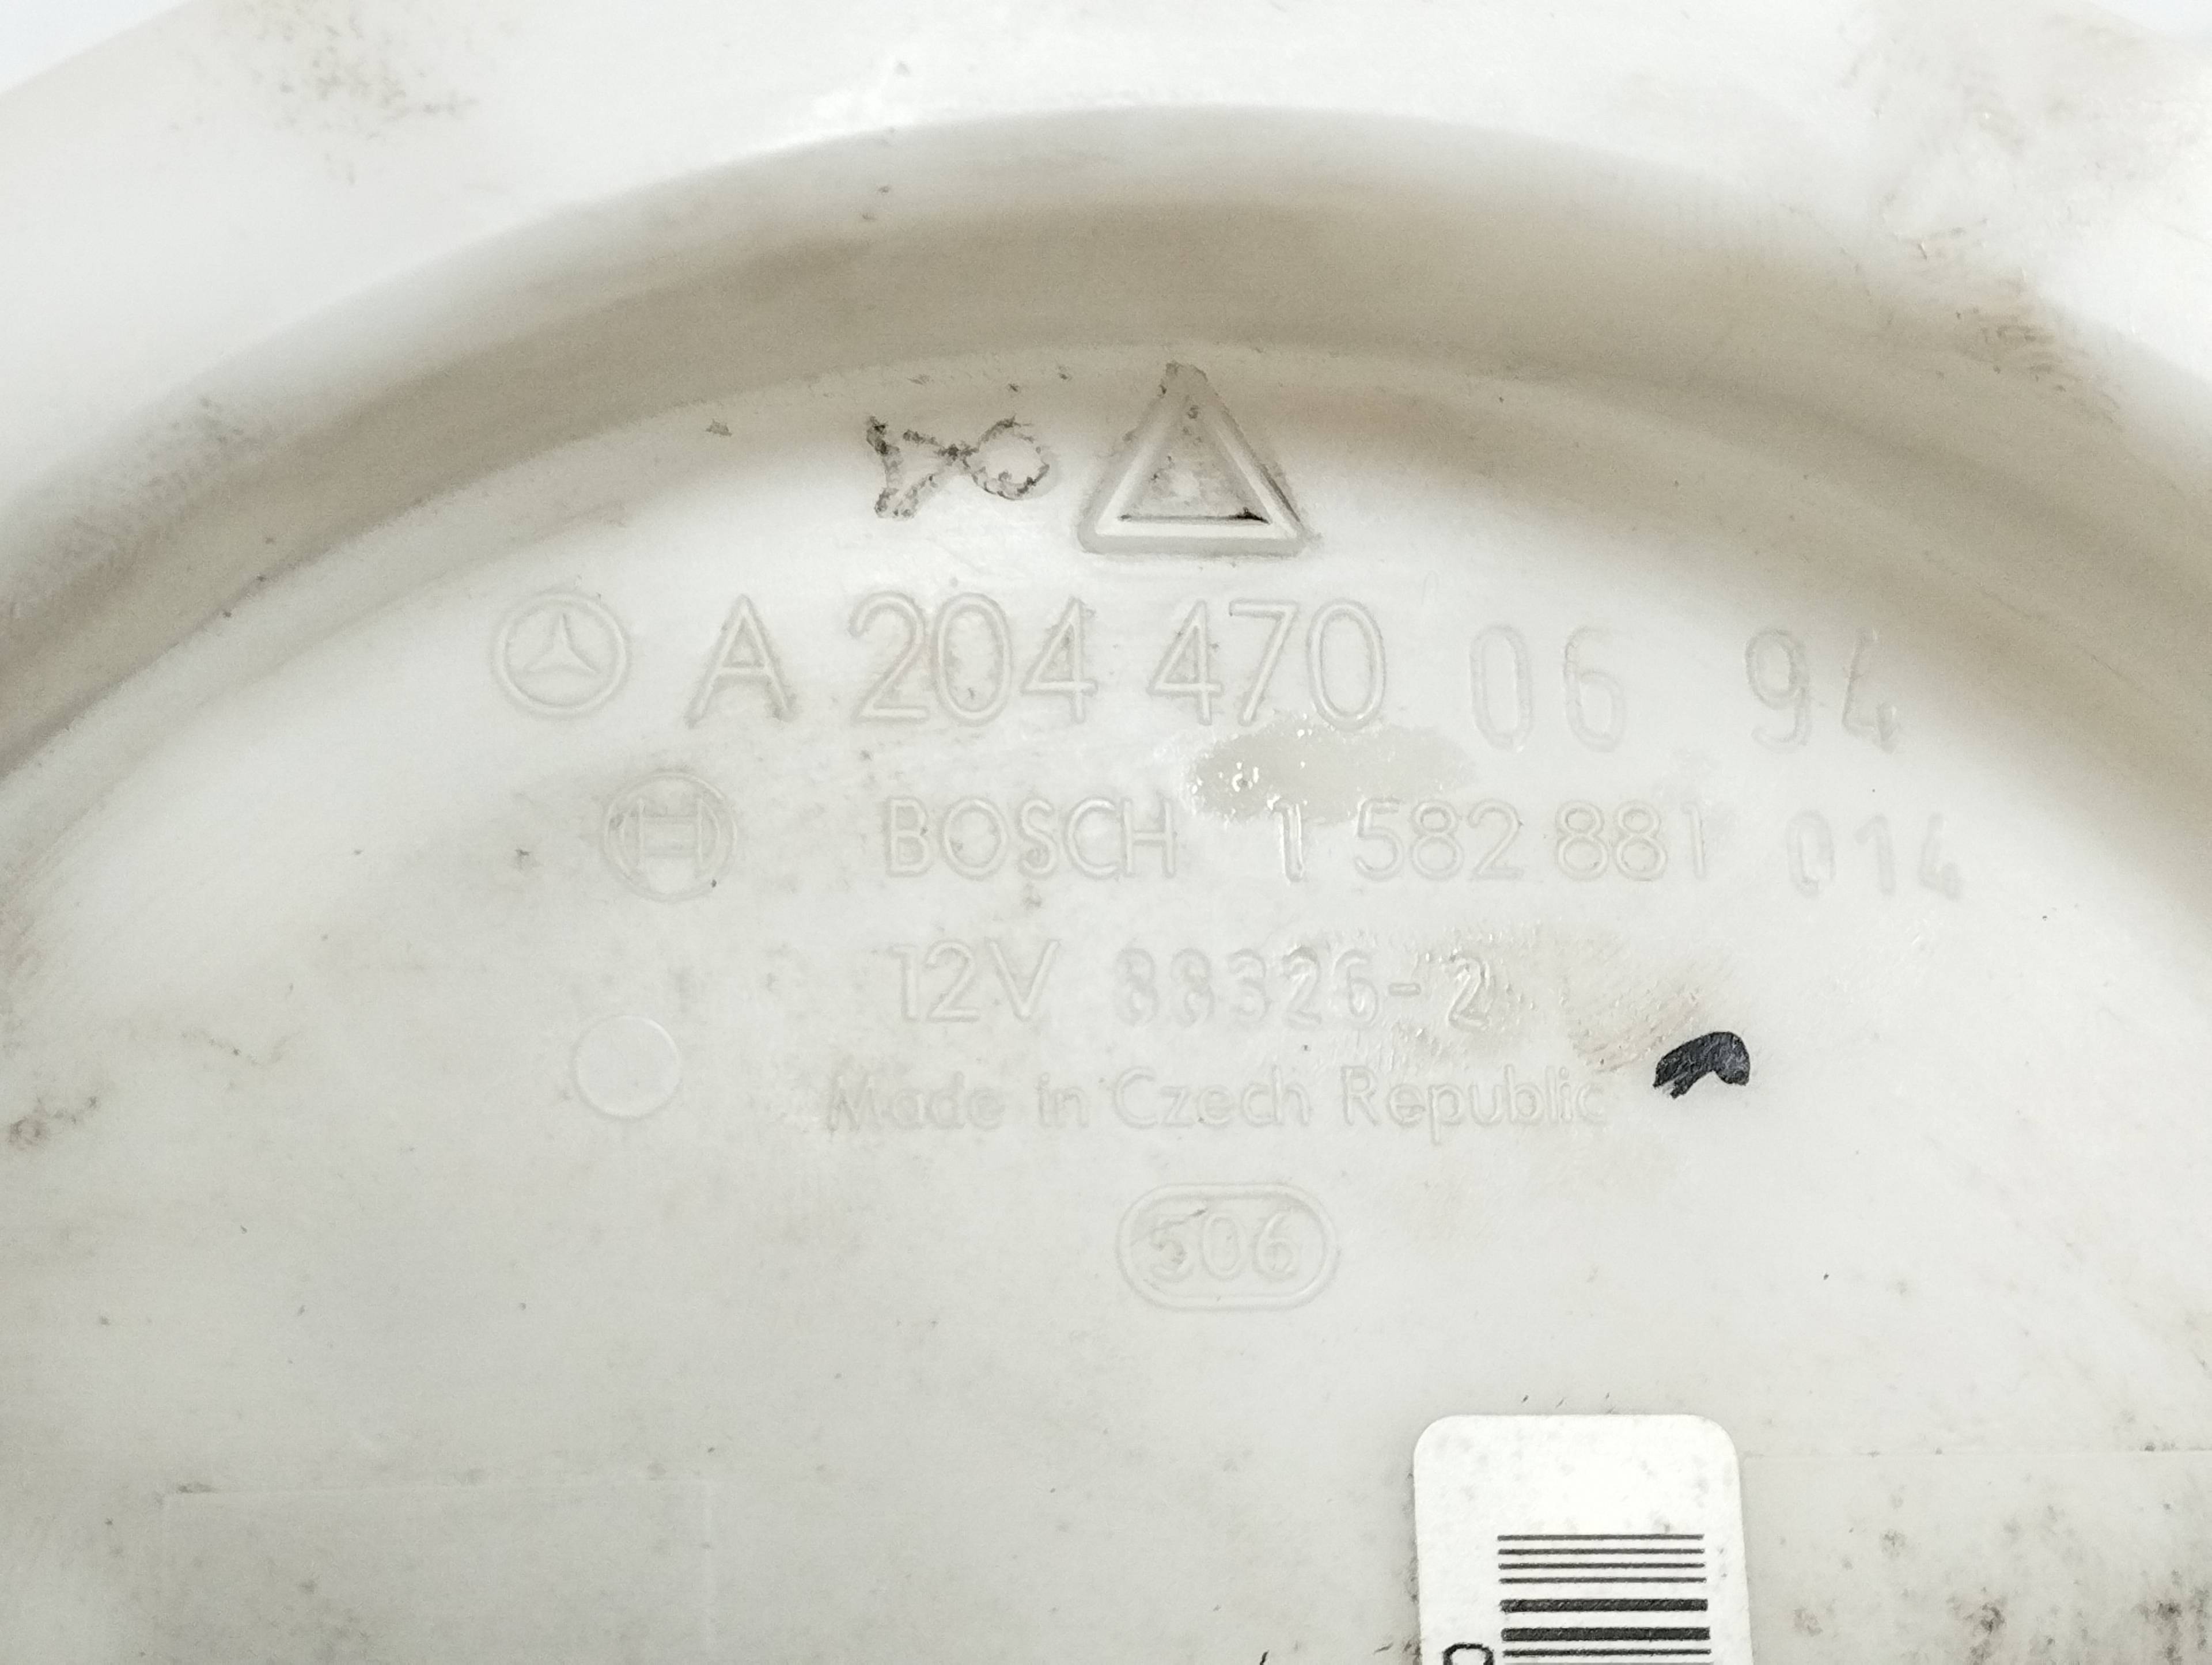 A 204 470 06 94
BOSCH 1 582 881 014
12V 88326-2
Made in Czech Republic
506